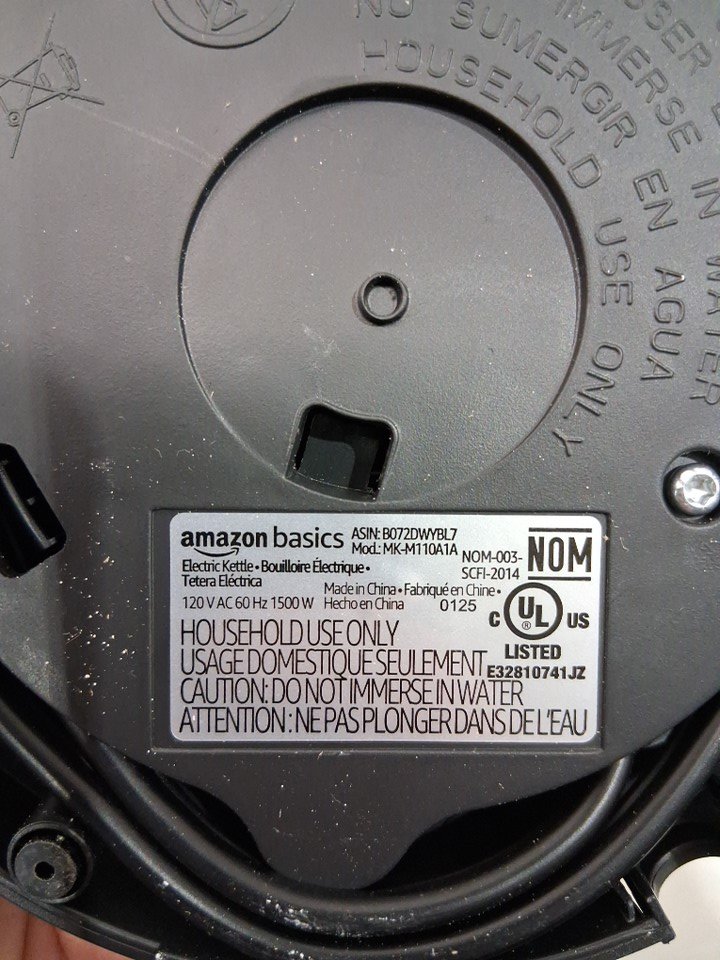 IMMERSE IN WATER
NO SUMERGIR EN AGUA
HOUSEHOLD USE ONLY
amazon basics
ASIN: B072DWYBL7
Mod.: MK-M110A1A
NOM-003-
SCFI-2014
NOM
Electric Kettle • Bouilloire Électrique •
Tetera Eléctrica
Made in China • Fabriqué en Chine •
120 V AC 60 Hz 1500 W Hecho en China 0125
C UL US
®
LISTED
E32810741JZ
HOUSEHOLD USE ONLY
USAGE DOMESTIQUE SEULEMENT
CAUTION: DO NOT IMMERSE IN WATER
ATTENTION : NE PAS PLONGER DANS DE L'EAU